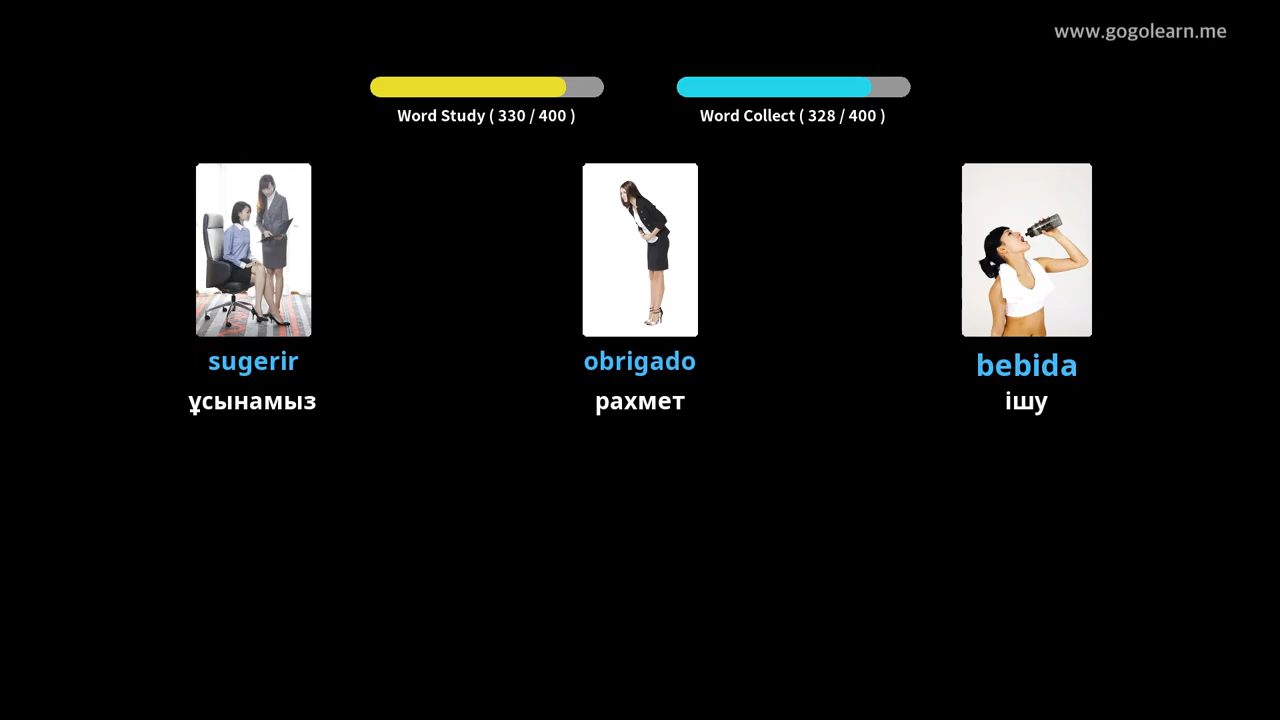 www.gogolearn.me
Word Study ( 330 / 400 )
Word Collect ( 328 / 400 )
sugerir
ұсынамыз
obrigado
рахмет
bebida
ішу